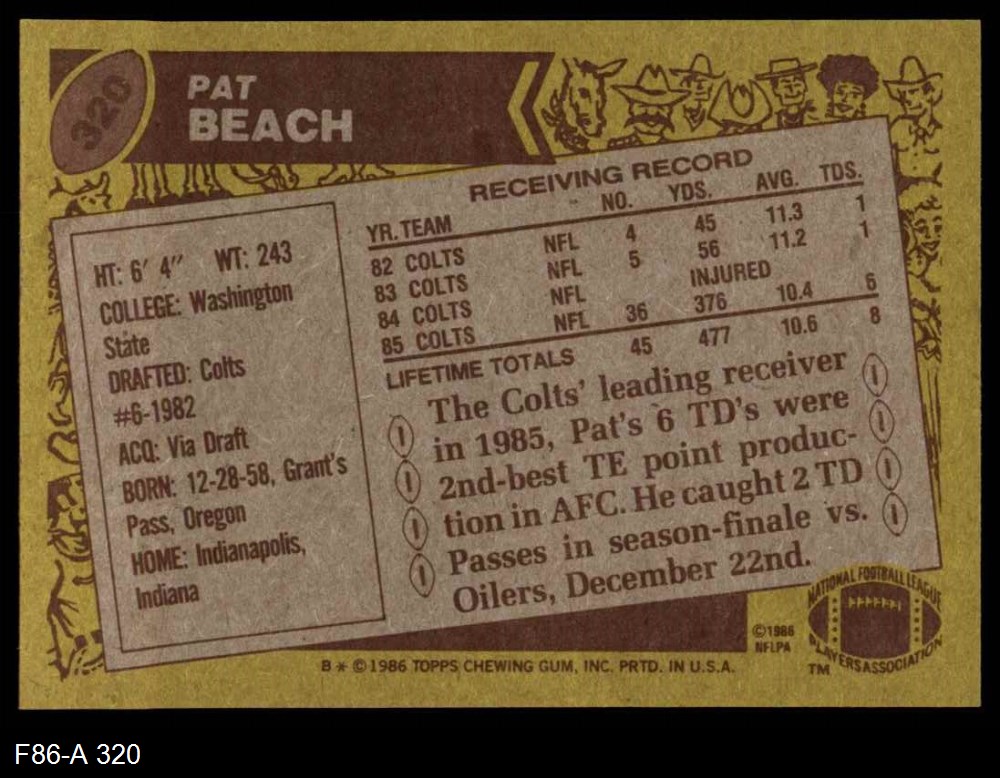 320
PAT
BEACH
RECEIVING RECORD
YR. TEAM NO. YDS. AVG. TDS.
82 COLTS NFL 4 45 11.3 1
83 COLTS NFL 5 56 11.2 1
84 COLTS NFL INJURED
85 COLTS NFL 36 376 10.4 6
LIFETIME TOTALS 45 477 10.6 8
HT: 6′ 4″ WT: 243
COLLEGE: Washington
State
DRAFTED: Colts
#6-1982
ACQ: Via Draft
BORN: 12-28-58, Grant's
Pass, Oregon
HOME: Indianapolis,
Indiana
The Colts' leading receiver
in 1985, Pat's 6 TD's were
2nd-best TE point produc-
tion in AFC. He caught 2 TD
Passes in season-finale vs.
Oilers, December 22nd.
NATIONAL FOOTBALL LEAGUE
PLAYERS ASSOCIATION
TM
©1986
NFLPA
B * © 1986 TOPPS CHEWING GUM, INC. PRTD. IN U.S.A.
F86-A 320